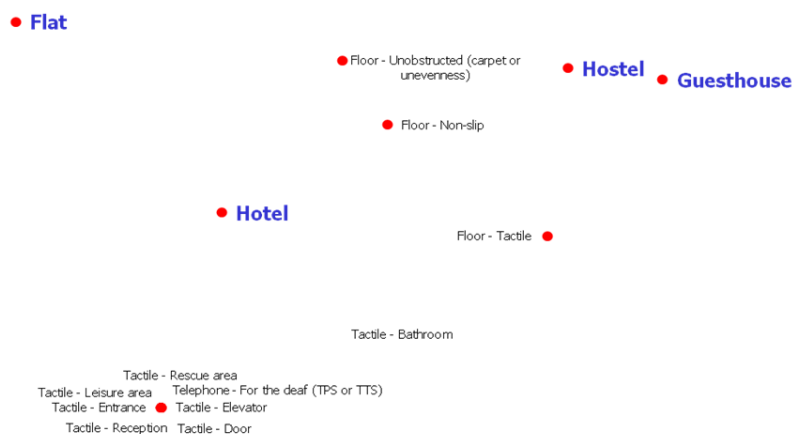 Flat
Floor - Unobstructed (carpet or
unevenness)
Hostel
Guesthouse
Floor - Non-slip
Hotel
Floor - Tactile
Tactile - Bathroom
Tactile - Rescue area
Tactile - Leisure area
Telephone - For the deaf (TPS or TTS)
Tactile - Entrance
Tactile - Elevator
Tactile - Reception
Tactile - Door